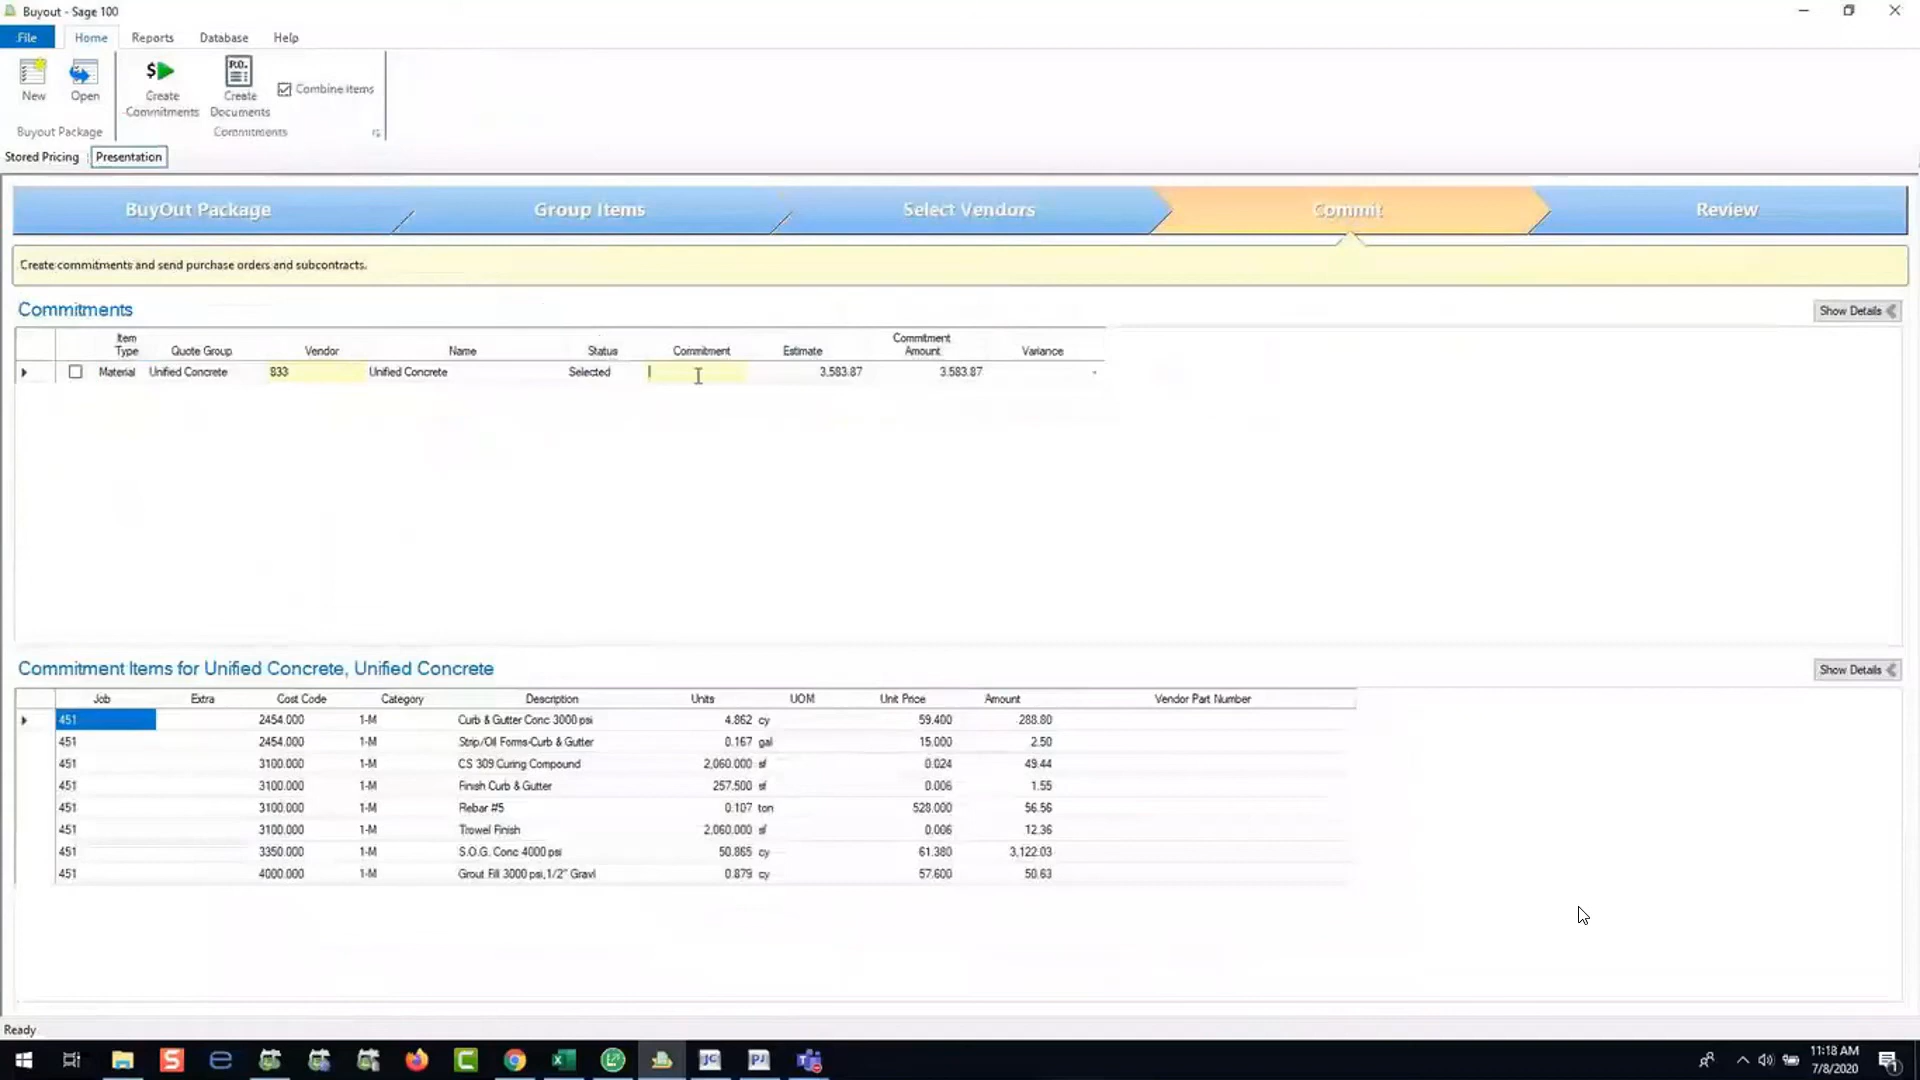 Buyout - Sage 100
File Home Reports Database Help
New Open Create Commitments P.O. Create Documents Combine Items
Buyout Package Commitments
Stored Pricing Presentation
BuyOut Package Group Items Select Vendors Commit Review
Create commitments and send purchase orders and subcontracts.
Commitments Show Details
Item Type Quote Group Vendor Name Status Commitment Estimate Commitment Amount Variance
Material Unified Concrete 833 Unified Concrete Selected 3,583.87 3,583.87 -
Commitment Items for Unified Concrete, Unified Concrete Show Details
Job Extra Cost Code Category Description Units UOM Unit Price Amount Vendor Part Number
451 2454.000 1-M Curb & Gutter Conc 3000 psi 4.862 cy 59.400 288.80
451 2454.000 1-M Strip/Oil Forms-Curb & Gutter 0.167 gal 15.000 2.50
451 3100.000 1-M CS 309 Curing Compound 2,060.000 sf 0.024 49.44
451 3100.000 1-M Finish Curb & Gutter 257.500 sf 0.006 1.55
451 3100.000 1-M Rebar #5 0.107 ton 528.000 56.56
451 3100.000 1-M Trowel Finish 2,060.000 sf 0.006 12.36
451 3350.000 1-M S.O.G. Conc 4000 psi 50.865 cy 61.380 3,122.03
451 4000.000 1-M Grout Fill 3000 psi,1/2" Gravl 0.879 cy 57.600 50.63
Ready
11:18 AM
7/8/2020